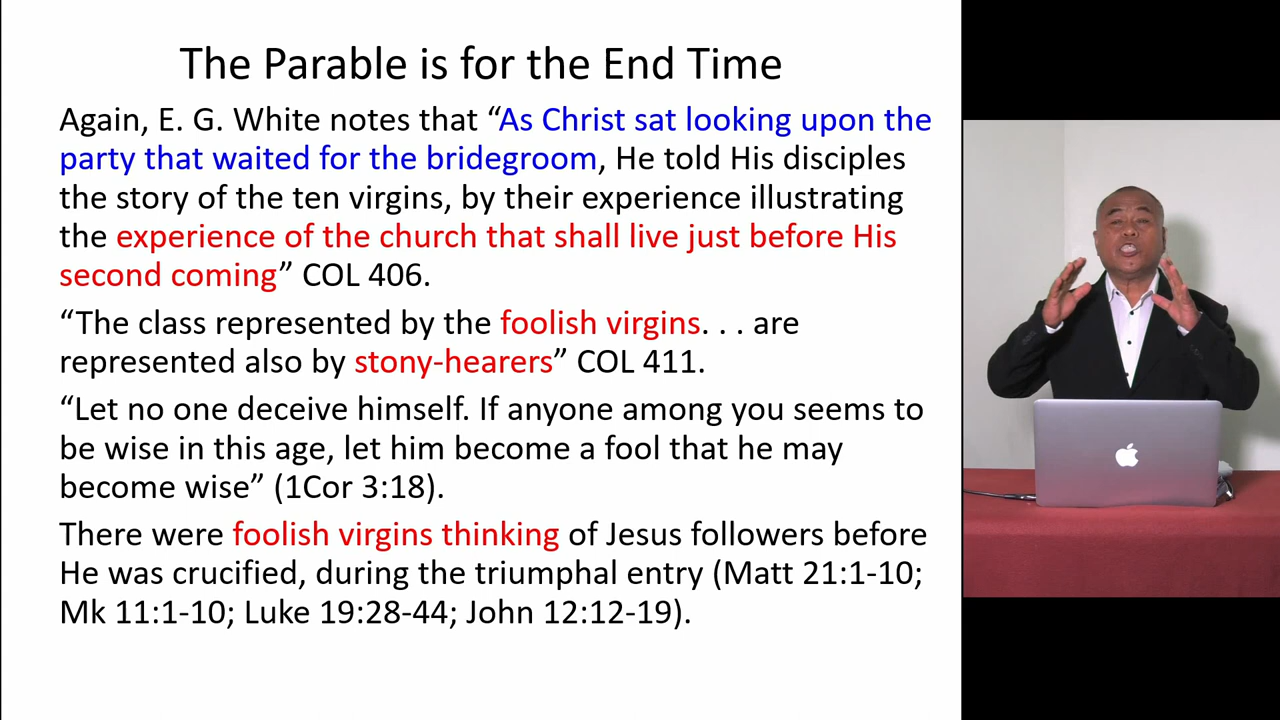 The Parable is for the End Time
Again, E. G. White notes that “As Christ sat looking upon the
party that waited for the bridegroom, He told His disciples
the story of the ten virgins, by their experience illustrating
the experience of the church that shall live just before His
second coming” COL 406.
“The class represented by the foolish virgins. . . are
represented also by stony-hearers” COL 411.
“Let no one deceive himself. If anyone among you seems to
be wise in this age, let him become a fool that he may
become wise” (1Cor 3:18).
There were foolish virgins thinking of Jesus followers before
He was crucified, during the triumphal entry (Matt 21:1-10;
Mk 11:1-10; Luke 19:28-44; John 12:12-19).